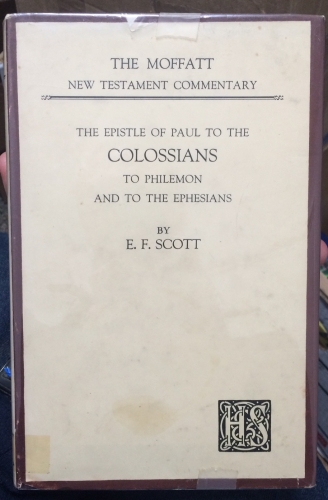 THE MOFFATT
NEW TESTAMENT COMMENTARY
THE EPISTLE OF PAUL TO THE
COLOSSIANS
TO PHILEMON
AND TO THE EPHESIANS
BY
E. F. SCOTT
HS